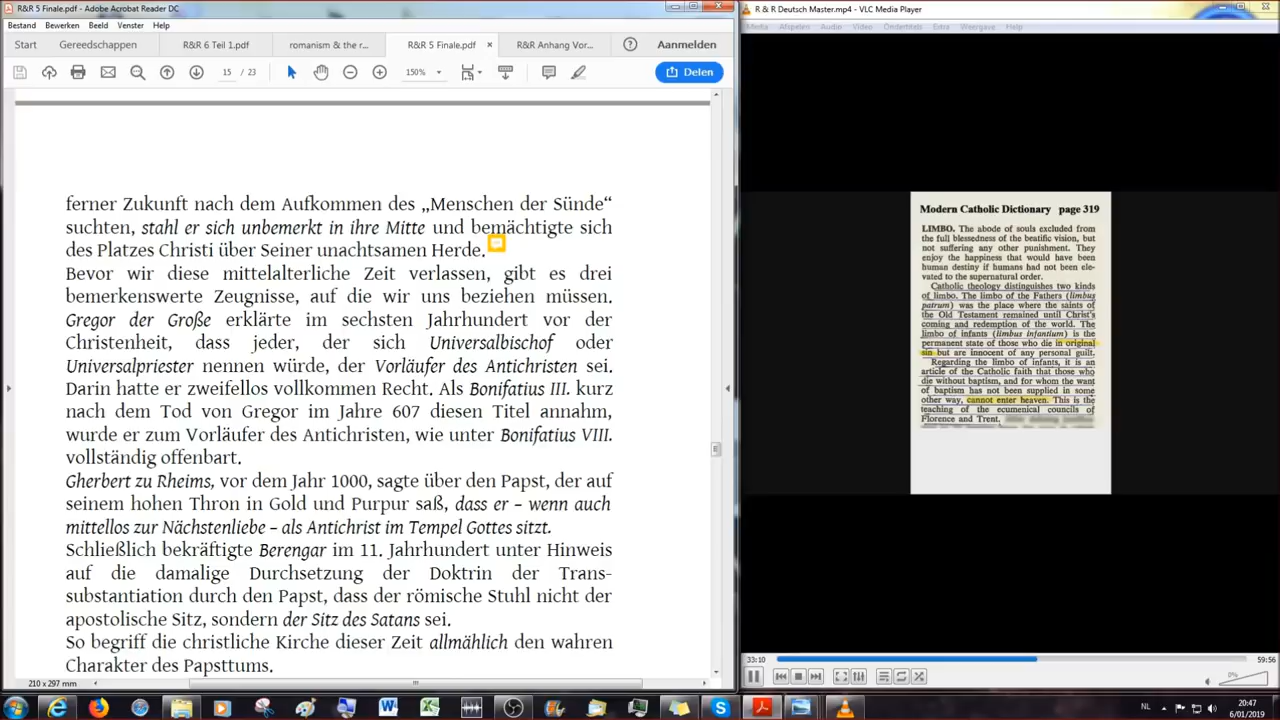 R&R 5 Finale.pdf - Adobe Acrobat Reader DC
Bestand Bewerken Beeld Venster Help
Start Gereedschappen R&R 6 Teil 1.pdf romanism & the r... R&R 5 Finale.pdf × R&R Anhang Vor... Aanmelden
15 / 23 150% Delen
ferner Zukunft nach dem Aufkommen des „Menschen der Sünde“
suchten, stahl er sich unbemerkt in ihre Mitte und bemächtigte sich
des Platzes Christi über Seine unaufmerksamen Herde.
Bevor wir diese mittelalterliche Zeit verlassen, gibt es drei
bemerkenswerte Zeugnisse, auf die wir uns beziehen müssen.
Gregor der Große erklärte im sechsten Jahrhundert vor der
Christenheit, dass jeder, der sich Universalbischof oder
Universalpriester nennen ließ, der Vorläufer des Antichristen sei.
Darin hatte er zweifellos vollkommen Recht. Als Bonifatius III. kurz
nach dem Tod von Gregor im Jahre 607 diesen Titel annahm,
wurde er zum Vorläufer des Antichristen, wie unter Bonifatius VIII.
vollständig offenbart.
Gherbert zu Rheims, vor dem Jahr 1000, sagte über den Papst, der auf
seinem hohen Thron in Gold und Purpur saß, dass er – wenn auch
mittellos zur Nächstenliebe – als Antichrist im Tempel Gottes sitzt.
Schließlich bekräftigte Berengar im 11. Jahrhundert unter Hinweis
auf die damalige Durchsetzung der Doktrin der Trans-
substantiation durch den Papst, dass der römische Stuhl nicht der
apostolische Sitz, sondern der Sitz des Satans sei.
So begriff die christliche Kirche dieser Zeit allmählich den wahren
Charakter des Papsttums.
210 x 297 mm
R & R Deutsch Master.mp4 - VLC Media Player
Media Afspelen Audio Video Ondertitels Extra Weergave Help
Modern Catholic Dictionary page 319
LIMBO. The abode of souls excluded from
the full blessedness of the beatific vision, but
not suffering any other punishment. They
enjoy the happiness that would have been
human destiny if humans had not been ele-
vated to the supernatural order.
Catholic theology distinguishes two kinds
of limbo. The limbo of the Fathers (limbus
patrum) was the place where the saints of
the Old Testament remained until Christ's
coming and redemption of the world. The
limbo of infants (limbus infantium) is the
permanent state of those who die in original
sin but are innocent of any personal guilt.
Regarding the limbo of infants, it is an
article of the Catholic faith that those who
die without baptism, and for whom the want
of baptism has not been supplied in some
other way, cannot enter heaven. This is the
teaching of the ecumenical councils of
Florence and Trent.
33:10 59:56
0%
NL 20:47
6/01/2019